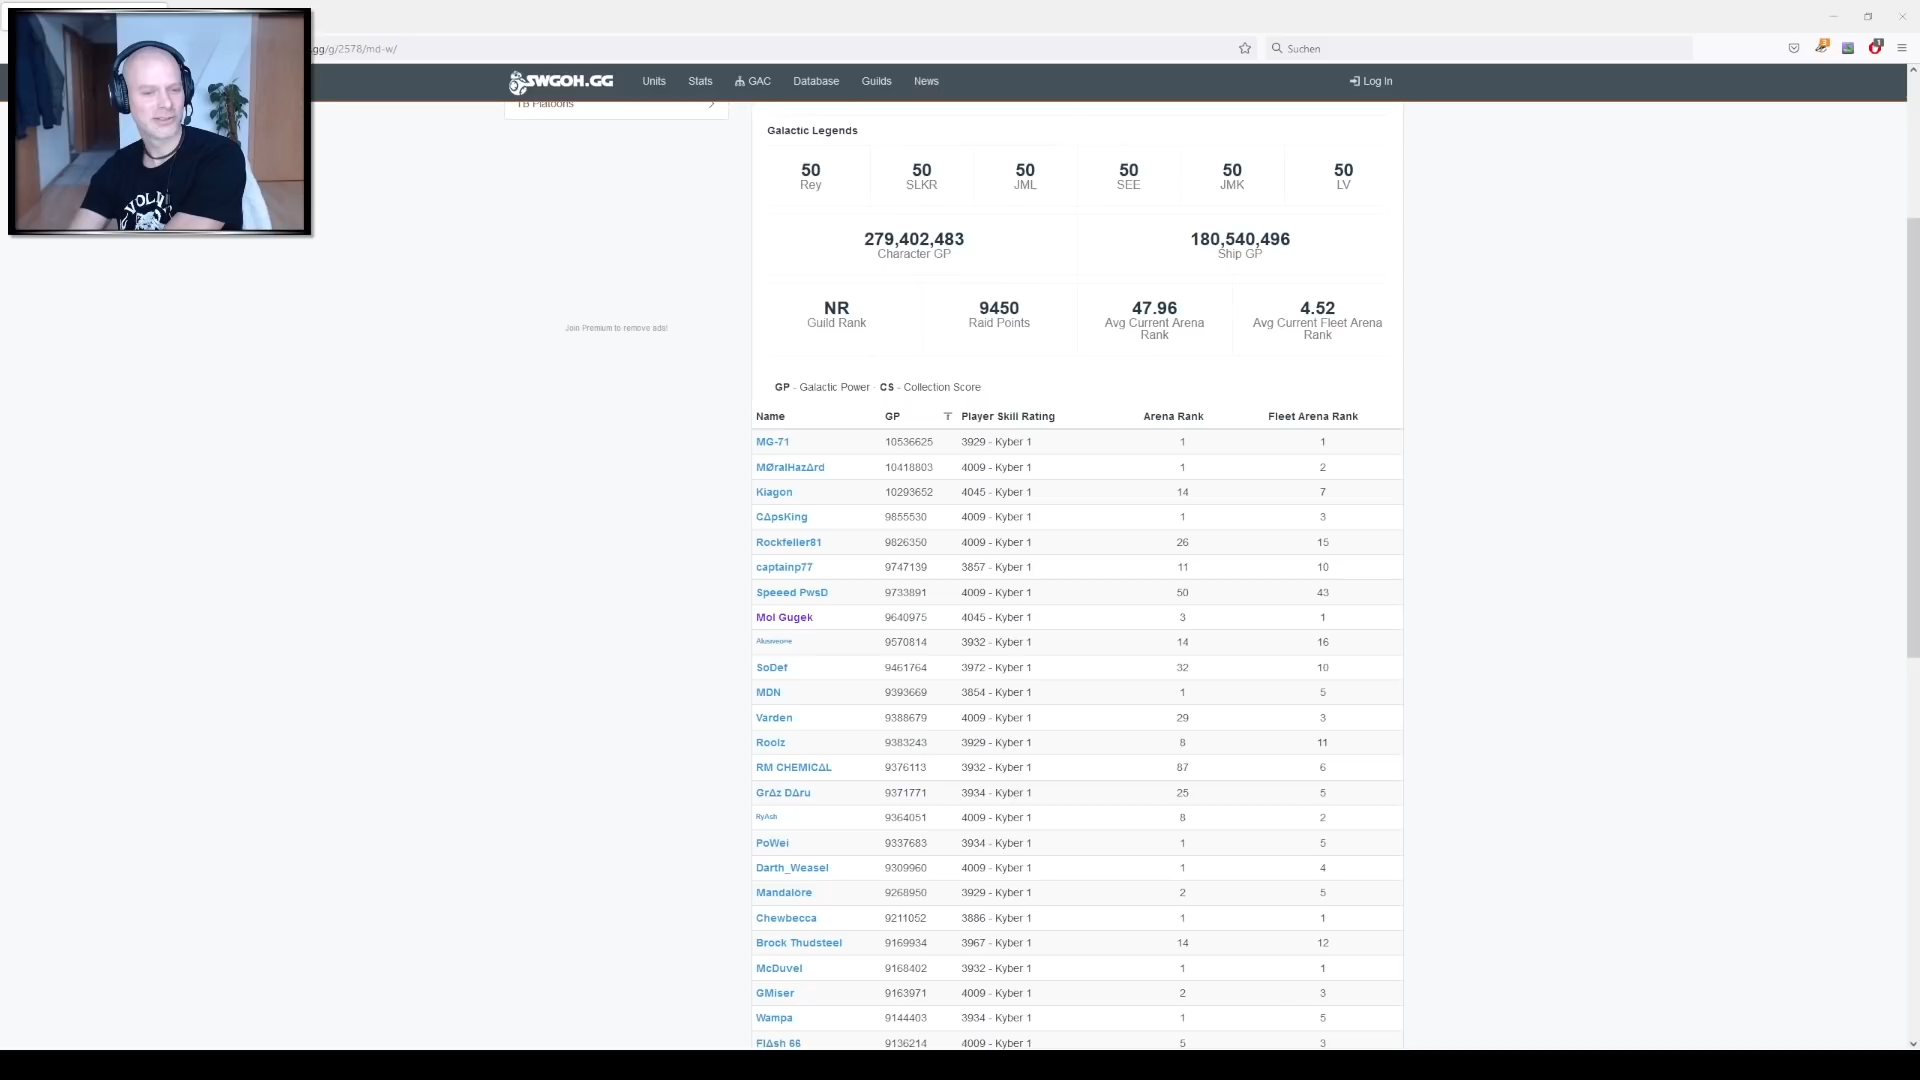 gg/g/2578/md-w/
Suchen
SWGOH.GG
Units
Stats
GAC
Database
Guilds
News
Log In
TB Platoons
Join Premium to remove ads!
Galactic Legends
50 50 50 50 50 50
Rey SLKR JML SEE JMK LV
279,402,483 180,540,496
Character GP Ship GP
NR 9450 47.96 4.52
Guild Rank Raid Points Avg Current Arena Rank Avg Current Fleet Arena Rank
GP - Galactic Power · CS - Collection Score
Name GP Player Skill Rating Arena Rank Fleet Arena Rank
MG-71 10536625 3929 - Kyber 1 1 1
MØralHazΔrd 10418803 4009 - Kyber 1 1 2
Kiagon 10293652 4045 - Kyber 1 14 7
CΔpsKing 9855530 4009 - Kyber 1 1 3
Rockfeller81 9826350 4009 - Kyber 1 26 15
captainp77 9747139 3857 - Kyber 1 11 10
Speeed PwsD 9733891 4009 - Kyber 1 50 43
Mol Gugek 9640975 4045 - Kyber 1 3 1
9570814 3932 - Kyber 1 14 16
SoDef 9461764 3972 - Kyber 1 32 10
MDN 9393669 3854 - Kyber 1 1 5
Varden 9388679 4009 - Kyber 1 29 3
Roolz 9383243 3929 - Kyber 1 8 11
RM CHEMICΔL 9376113 3932 - Kyber 1 87 6
GrΔz DΔru 9371771 3934 - Kyber 1 25 5
RyAsh 9364051 4009 - Kyber 1 8 2
PoWei 9337683 3934 - Kyber 1 1 5
Darth_Weasel 9309960 4009 - Kyber 1 1 4
Mandalöre 9268950 3929 - Kyber 1 2 5
Chewbecca 9211052 3886 - Kyber 1 1 1
Brock Thudsteel 9169934 3967 - Kyber 1 14 12
McDuvel 9168402 3932 - Kyber 1 1 1
GMiser 9163971 4009 - Kyber 1 2 3
Wampa 9144403 3934 - Kyber 1 1 5
FlΔsh 66 9136214 4009 - Kyber 1 5 3